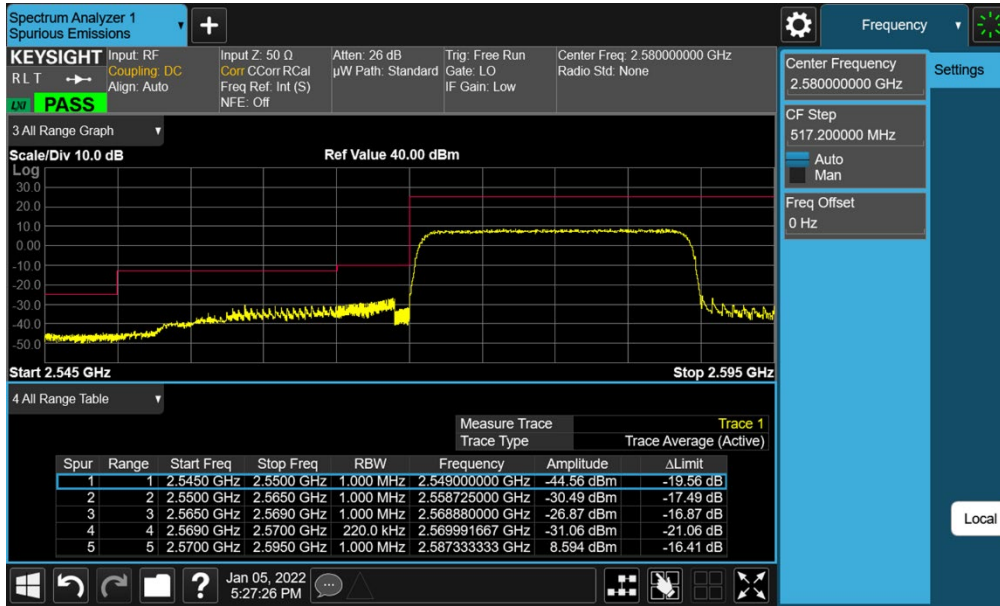 Spectrum Analyzer 1
Spurious Emissions
Frequency
KEYSIGHT
R L T
LXI
PASS
Input: RF
Coupling: DC
Align: Auto
Input Z: 50 Ω
Corr CCorr RCal
Freq Ref: Int (S)
NFE: Off
Atten: 26 dB
µW Path: Standard
Trig: Free Run
Gate: LO
IF Gain: Low
Center Freq: 2.580000000 GHz
Radio Std: None
Center Frequency
2.580000000 GHz
Settings
CF Step
517.200000 MHz
Auto
Man
Freq Offset
0 Hz
Local
3 All Range Graph
Scale/Div 10.0 dB
Ref Value 40.00 dBm
Log
30.0
20.0
10.0
0.00
-10.0
-20.0
-30.0
-40.0
-50.0
Start 2.545 GHz
Stop 2.595 GHz
4 All Range Table
Measure Trace Trace 1
Trace Type Trace Average (Active)
Spur Range Start Freq Stop Freq RBW Frequency Amplitude ΔLimit
1 1 2.5450 GHz 2.5500 GHz 1.000 MHz 2.549000000 GHz -44.56 dBm -19.56 dB
2 2 2.5500 GHz 2.5650 GHz 1.000 MHz 2.558725000 GHz -30.49 dBm -17.49 dB
3 3 2.5650 GHz 2.5690 GHz 1.000 MHz 2.568880000 GHz -26.87 dBm -16.87 dB
4 4 2.5690 GHz 2.5700 GHz 220.0 kHz 2.569991667 GHz -31.06 dBm -21.06 dB
5 5 2.5700 GHz 2.5950 GHz 1.000 MHz 2.587333333 GHz 8.594 dBm -16.41 dB
?
Jan 05, 2022
5:27:26 PM